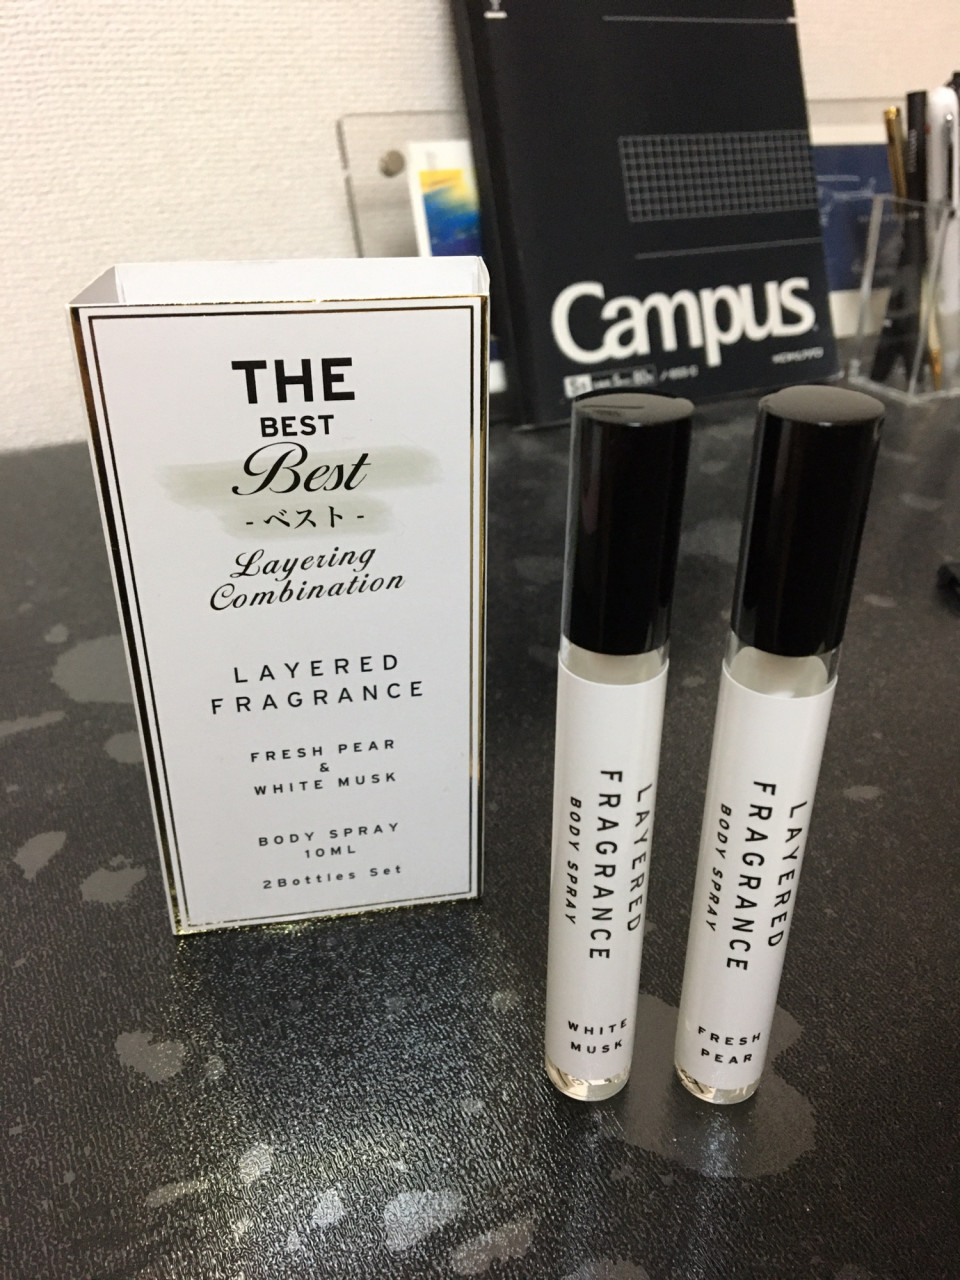 THE
BEST
Best
- ベスト -
Layering
Combination
LAYERED
FRAGRANCE
FRESH PEAR
&
WHITE MUSK
BODY SPRAY
10ML
2Bottles Set
Campus
LAYERED
FRAGRANCE
BODY SPRAY
WHITE
MUSK
LAYERED
FRAGRANCE
BODY SPRAY
FRESH
PEAR